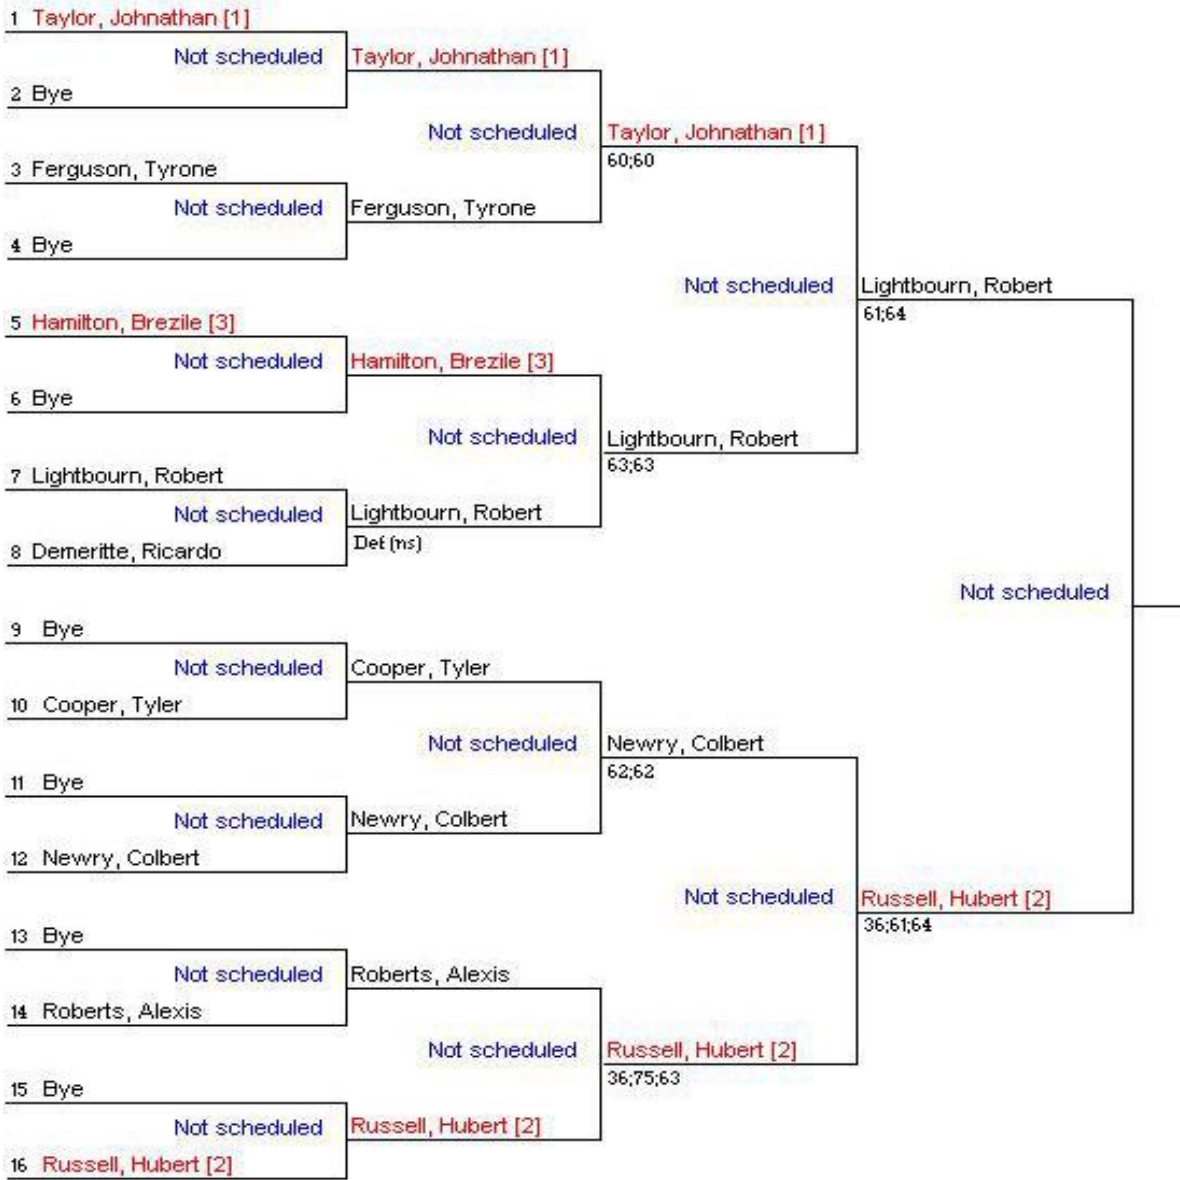 1 Taylor, Johnathan [1]
Not scheduled
Taylor, Johnathan [1]
2 Bye
Not scheduled
Taylor, Johnathan [1]
60;60
3 Ferguson, Tyrone
Not scheduled
Ferguson, Tyrone
4 Bye
Not scheduled
Lightbourn, Robert
61;64
5 Hamilton, Brezile [3]
Not scheduled
Hamilton, Brezile [3]
6 Bye
Not scheduled
Lightbourn, Robert
63;63
7 Lightbourn, Robert
Not scheduled
Lightbourn, Robert
Def (ns)
8 Demeritte, Ricardo
Not scheduled
9 Bye
Not scheduled
Cooper, Tyler
10 Cooper, Tyler
Not scheduled
Newry, Colbert
62;62
11 Bye
Not scheduled
Newry, Colbert
12 Newry, Colbert
Not scheduled
Russell, Hubert [2]
36;61;64
13 Bye
Not scheduled
Roberts, Alexis
14 Roberts, Alexis
Not scheduled
Russell, Hubert [2]
36;75;63
15 Bye
Not scheduled
Russell, Hubert [2]
16 Russell, Hubert [2]